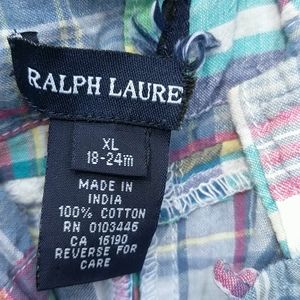 RALPH LAURE
XL
18-24m
MADE IN
INDIA
100% COTTON
RN 0103446
CA 16190
REVERSE FOR
CARE